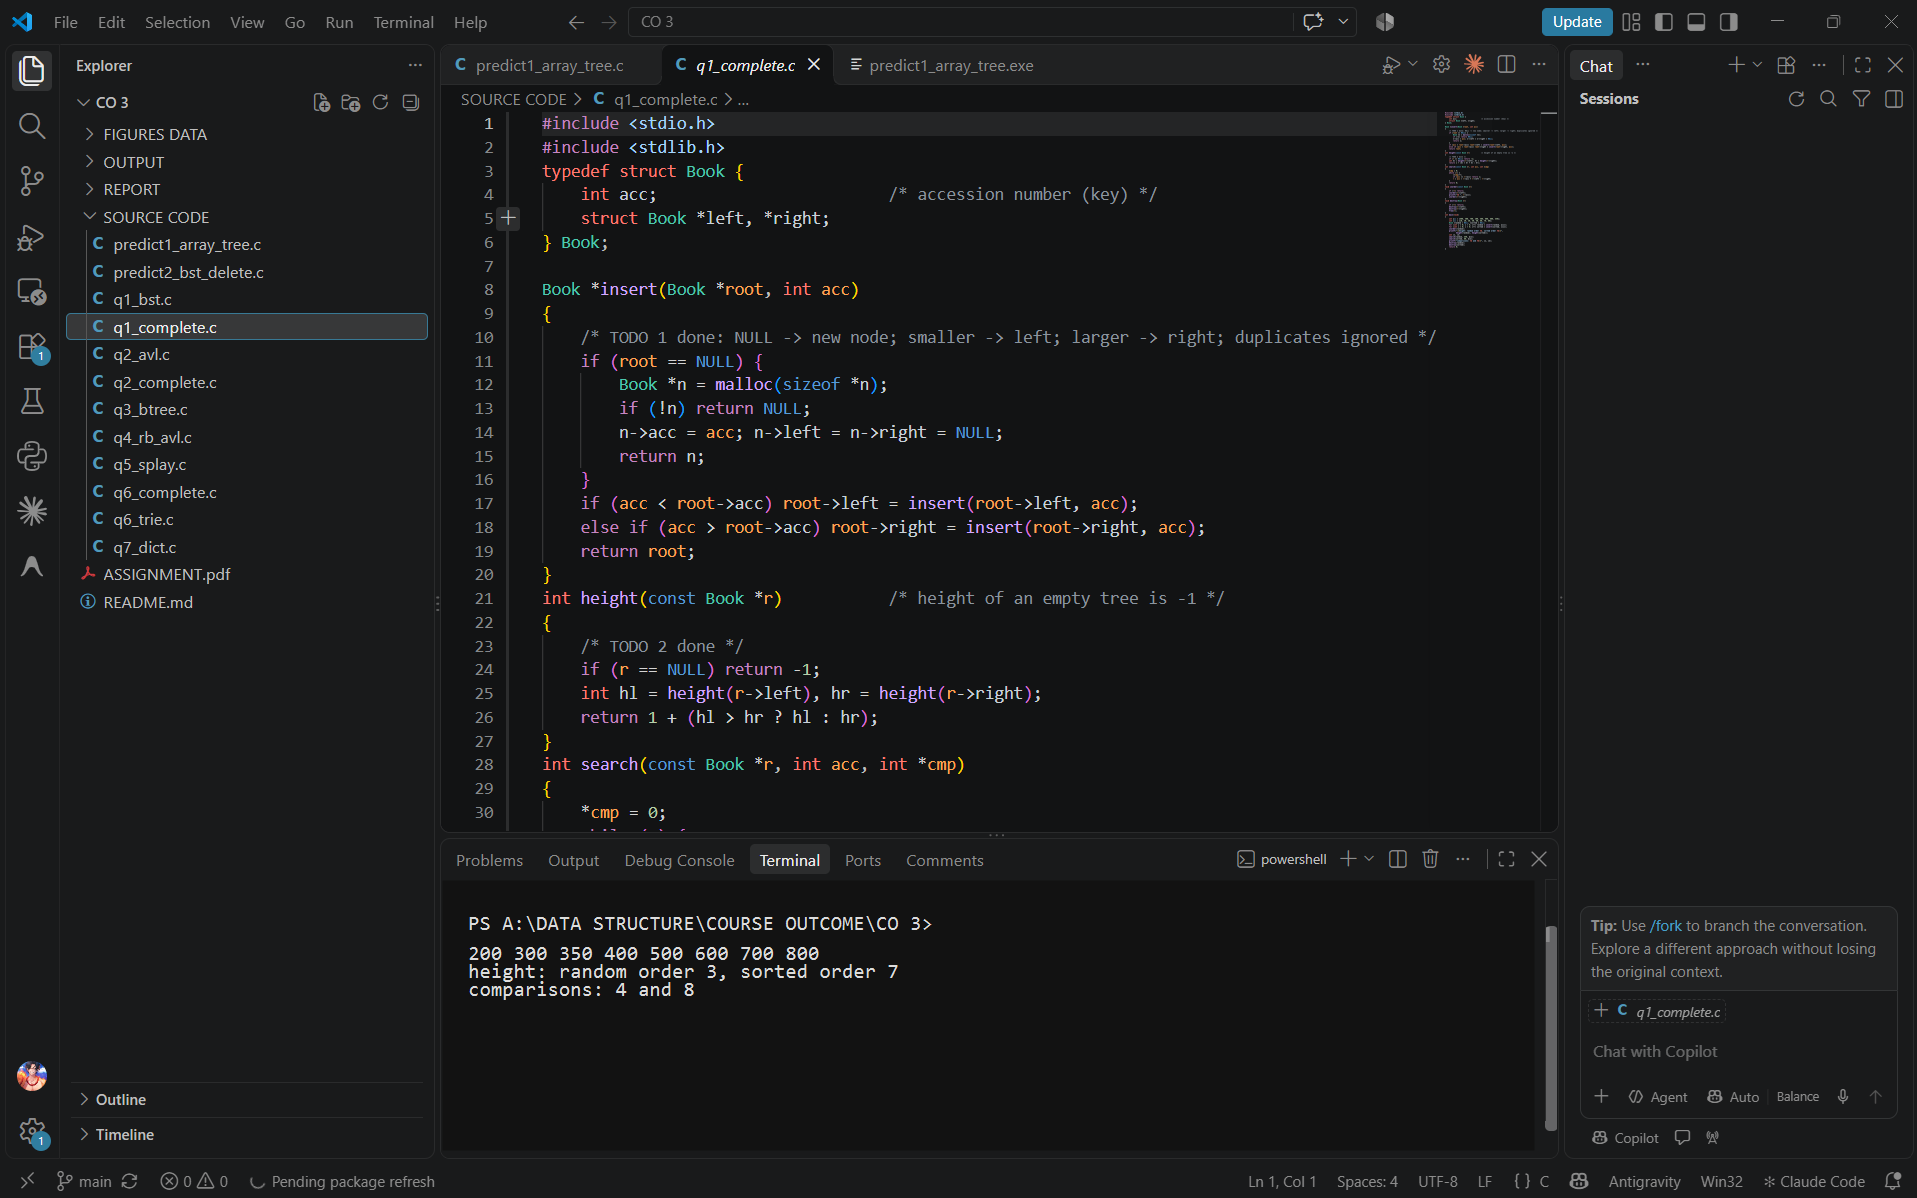 File Edit Selection View Go Run Terminal Help
CO 3
Update
Explorer
CO 3
FIGURES DATA
OUTPUT
REPORT
SOURCE CODE
C predict1_array_tree.c
C predict2_bst_delete.c
C q1_bst.c
C q1_complete.c
C q2_avl.c
C q2_complete.c
C q3_btree.c
C q4_rb_avl.c
C q5_splay.c
C q6_complete.c
C q6_trie.c
C q7_dict.c
ASSIGNMENT.pdf
README.md
Outline
Timeline
1
1
C predict1_array_tree.c
C q1_complete.c
predict1_array_tree.exe
SOURCE CODE > C q1_complete.c > ...
1 #include <stdio.h>
2 #include <stdlib.h>
3 typedef struct Book {
4 int acc; /* accession number (key) */
5 struct Book *left, *right;
6 } Book;
7
8 Book *insert(Book *root, int acc)
9 {
10 /* TODO 1 done: NULL -> new node; smaller -> left; larger -> right; duplicates ignored */
11 if (root == NULL) {
12 Book *n = malloc(sizeof *n);
13 if (!n) return NULL;
14 n->acc = acc; n->left = n->right = NULL;
15 return n;
16 }
17 if (acc < root->acc) root->left = insert(root->left, acc);
18 else if (acc > root->acc) root->right = insert(root->right, acc);
19 return root;
20 }
21 int height(const Book *r) /* height of an empty tree is -1 */
22 {
23 /* TODO 2 done */
24 if (r == NULL) return -1;
25 int hl = height(r->left), hr = height(r->right);
26 return 1 + (hl > hr ? hl : hr);
27 }
28 int search(const Book *r, int acc, int *cmp)
29 {
30 *cmp = 0;
Problems Output Debug Console Terminal Ports Comments
powershell
PS A:\DATA STRUCTURE\COURSE OUTCOME\CO 3>
200 300 350 400 500 600 700 800
height: random order 3, sorted order 7
comparisons: 4 and 8
Chat
Sessions
Tip: Use /fork to branch the conversation.
Explore a different approach without losing
the original context.
C q1_complete.c
Chat with Copilot
Agent Auto Balance
Copilot
main 0 0 Pending package refresh
Ln 1, Col 1 Spaces: 4 UTF-8 LF {} C Antigravity Win32 Claude Code